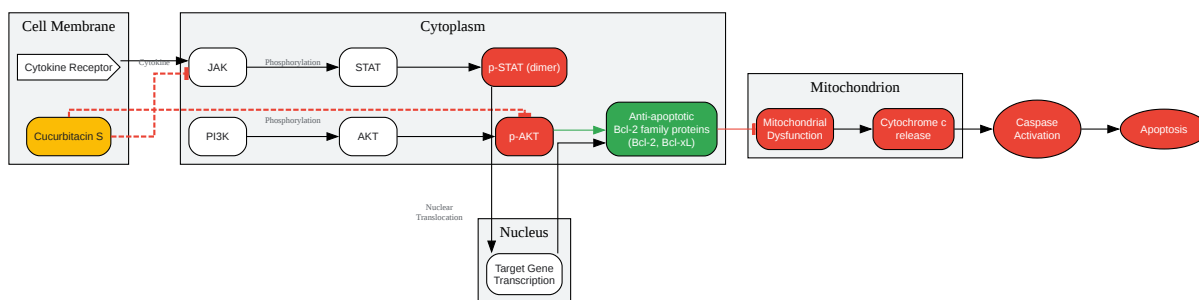 Cell Membrane
Cytokine Receptor
Cucurbitacin S
Cytoplasm
Cytokine
JAK
Phosphorylation
STAT
p-STAT (dimer)
PI3K
Phosphorylation
AKT
p-AKT
Anti-apoptotic
Bcl-2 family proteins
(Bcl-2, Bcl-xL)
Nuclear
Translocation
Nucleus
Target Gene
Transcription
Mitochondrion
Mitochondrial
Dysfunction
Cytochrome c
release
Caspase
Activation
Apoptosis